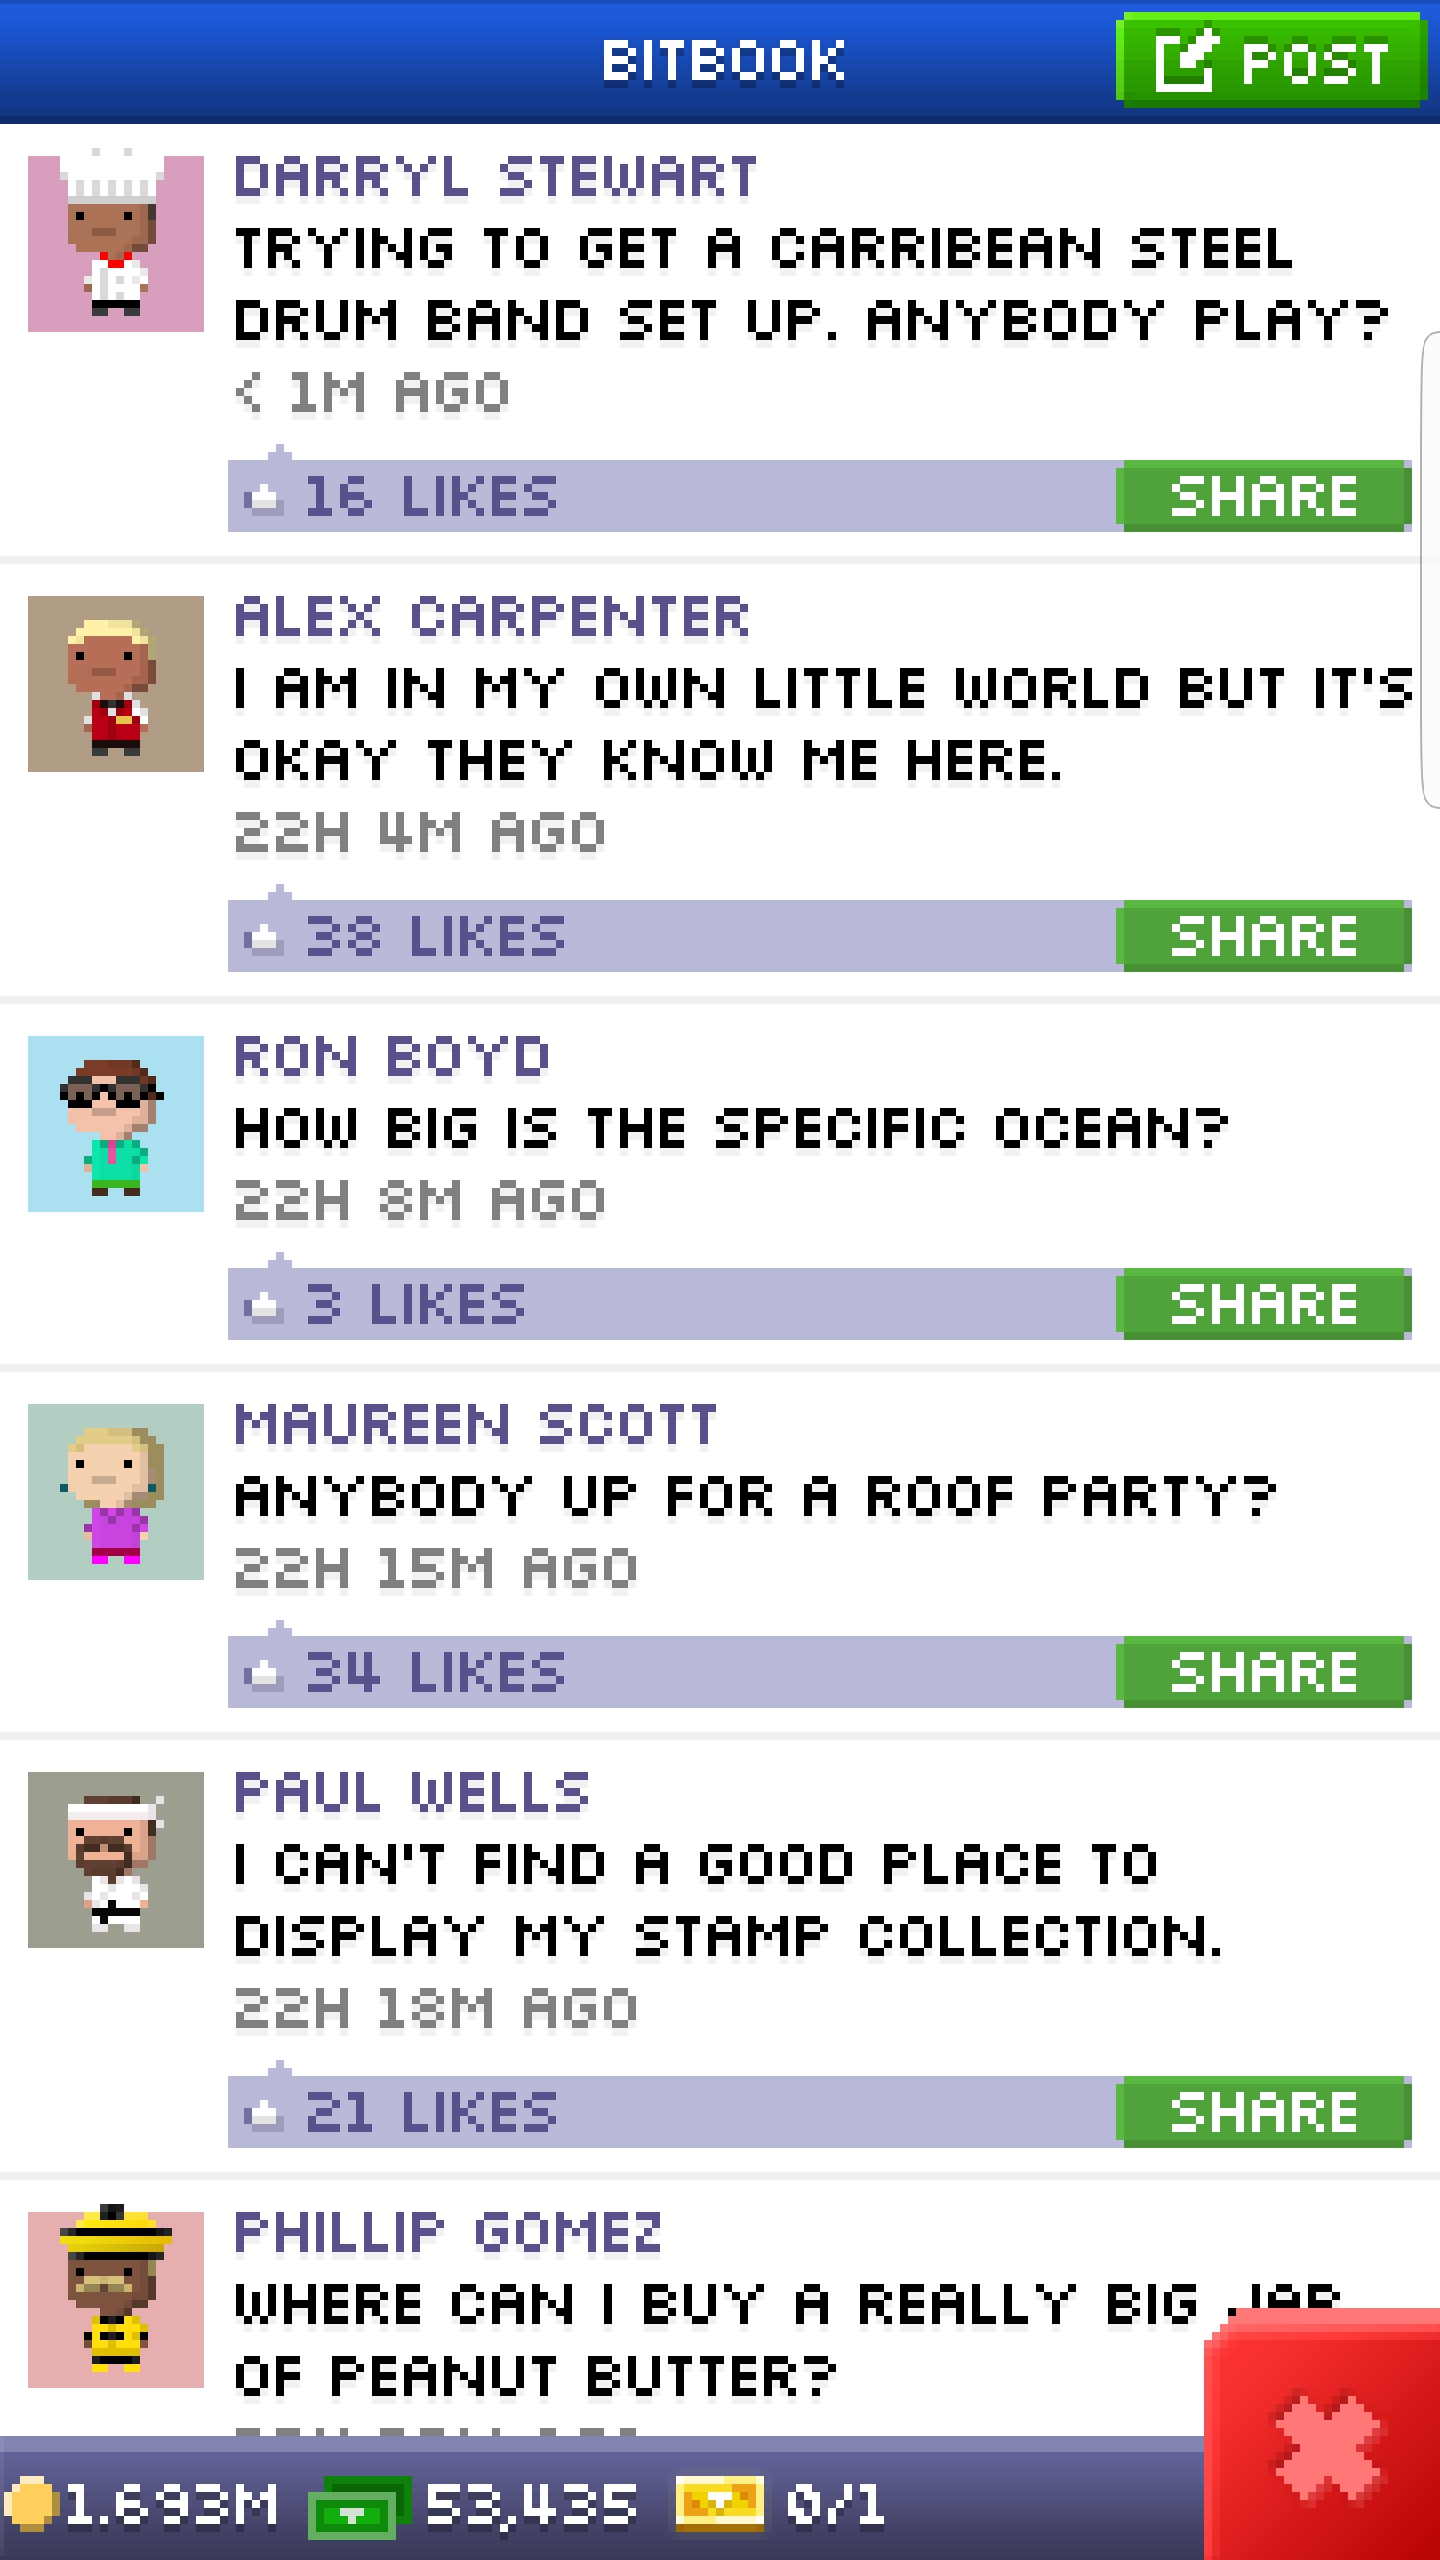 BITBOOK
POST
DARRYL STEWART
TRYING TO GET A CARRIBEAN STEEL
DRUM BAND SET UP. ANYBODY PLAY?
< 1M AGO
16 LIKES
SHARE
ALEX CARPENTER
I AM IN MY OWN LITTLE WORLD BUT IT'S
OKAY THEY KNOW ME HERE.
22H 4M AGO
38 LIKES
SHARE
RON BOYD
HOW BIG IS THE SPECIFIC OCEAN?
22H 8M AGO
3 LIKES
SHARE
MAUREEN SCOTT
ANYBODY UP FOR A ROOF PARTY?
22H 15M AGO
34 LIKES
SHARE
PAUL WELLS
I CAN'T FIND A GOOD PLACE TO
DISPLAY MY STAMP COLLECTION.
22H 18M AGO
21 LIKES
SHARE
PHILLIP GOMEZ
WHERE CAN I BUY A REALLY BIG JAR
OF PEANUT BUTTER?
1.693M 53,435 0/1